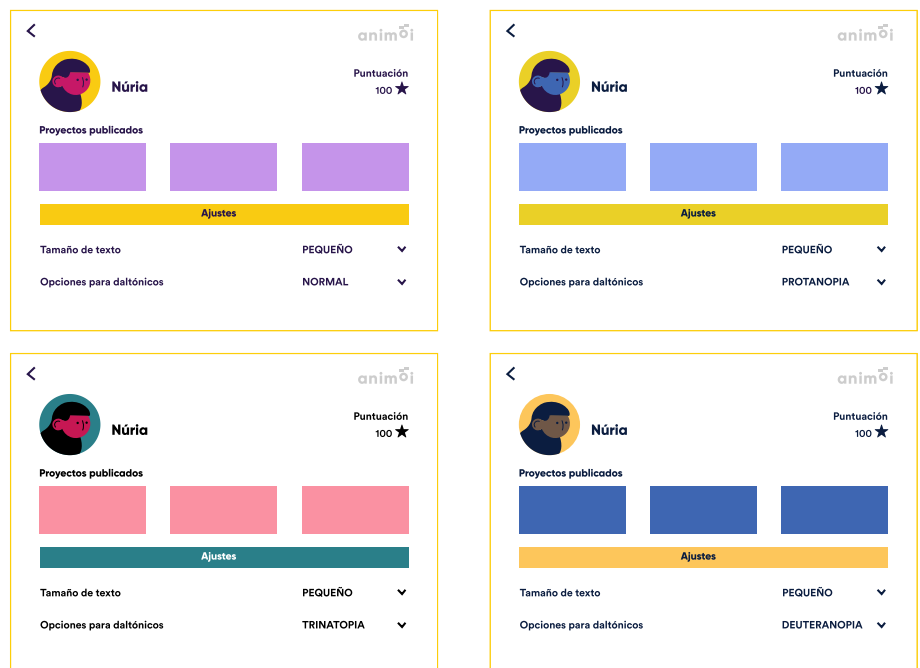 animoi
Núria
Puntuación
100
Proyectos publicados
Ajustes
Tamaño de texto PEQUEÑO
Opciones para daltónicos NORMAL
animoi
Núria
Puntuación
100
Proyectos publicados
Ajustes
Tamaño de texto PEQUEÑO
Opciones para daltónicos PROTANOPIA
animoi
Núria
Puntuación
100
Proyectos publicados
Ajustes
Tamaño de texto PEQUEÑO
Opciones para daltónicos TRINATOPIA
animoi
Núria
Puntuación
100
Proyectos publicados
Ajustes
Tamaño de texto PEQUEÑO
Opciones para daltónicos DEUTERANOPIA